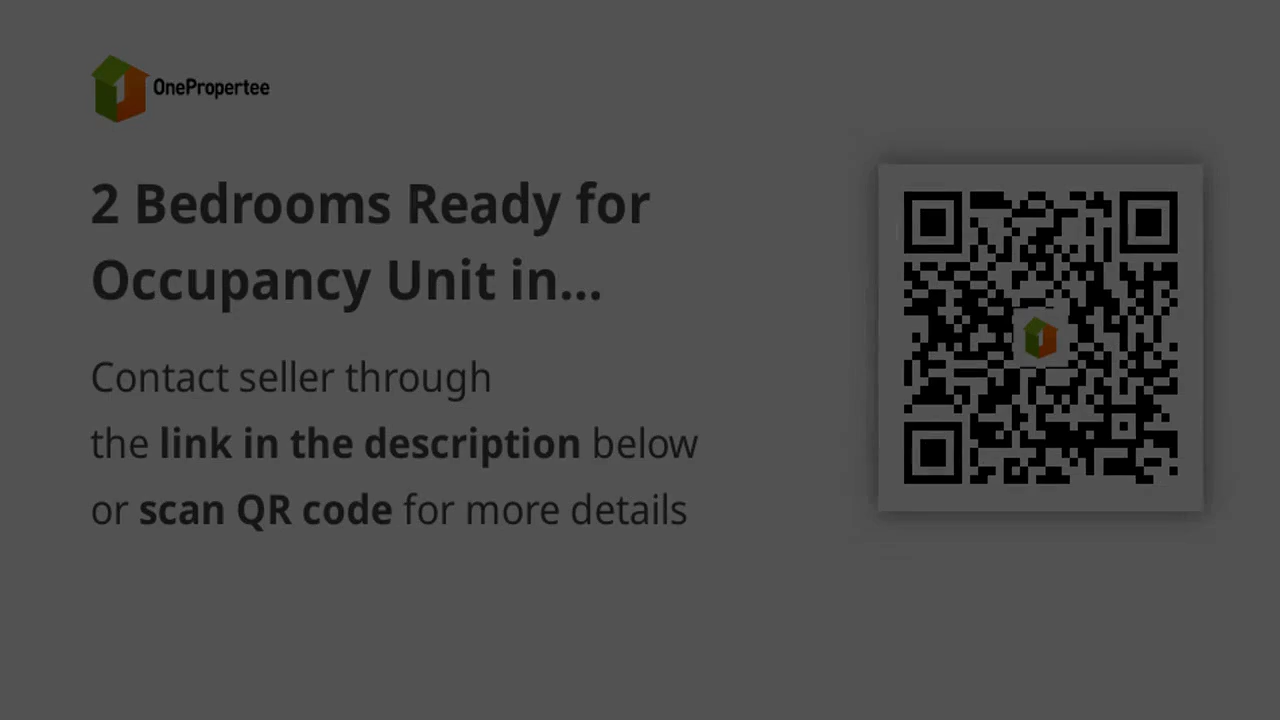 OnePropertee
2 Bedrooms Ready for
Occupancy Unit in...
Contact seller through
the link in the description below
or scan QR code for more details